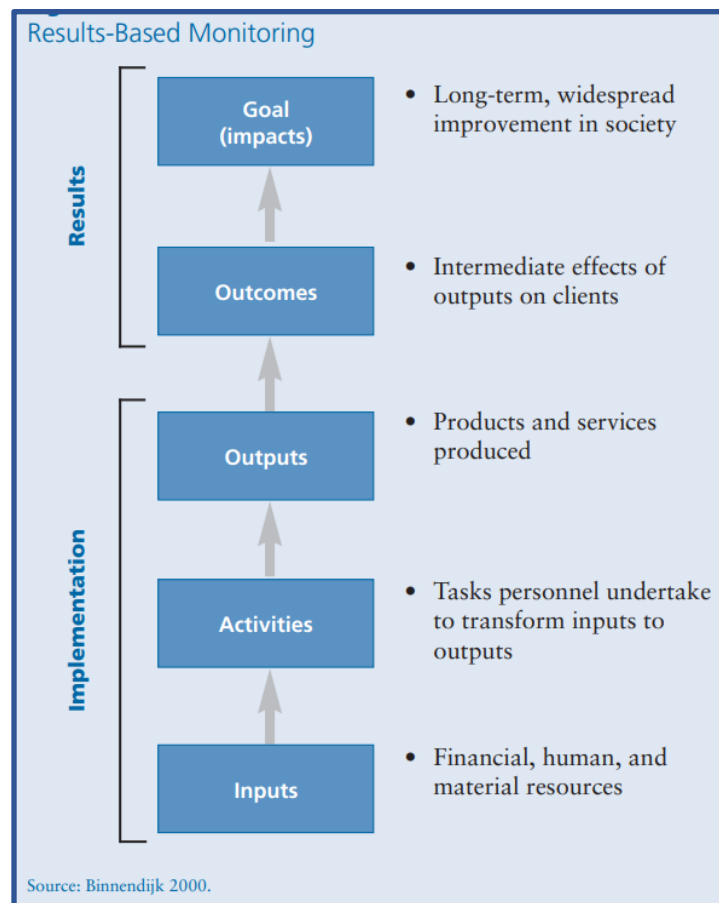 Results-Based Monitoring
Results
Goal
(impacts)
• Long-term, widespread
improvement in society
Outcomes
• Intermediate effects of
outputs on clients
Implementation
Outputs
• Products and services
produced
Activities
• Tasks personnel undertake
to transform inputs to
outputs
Inputs
• Financial, human, and
material resources
Source: Binnendijk 2000.